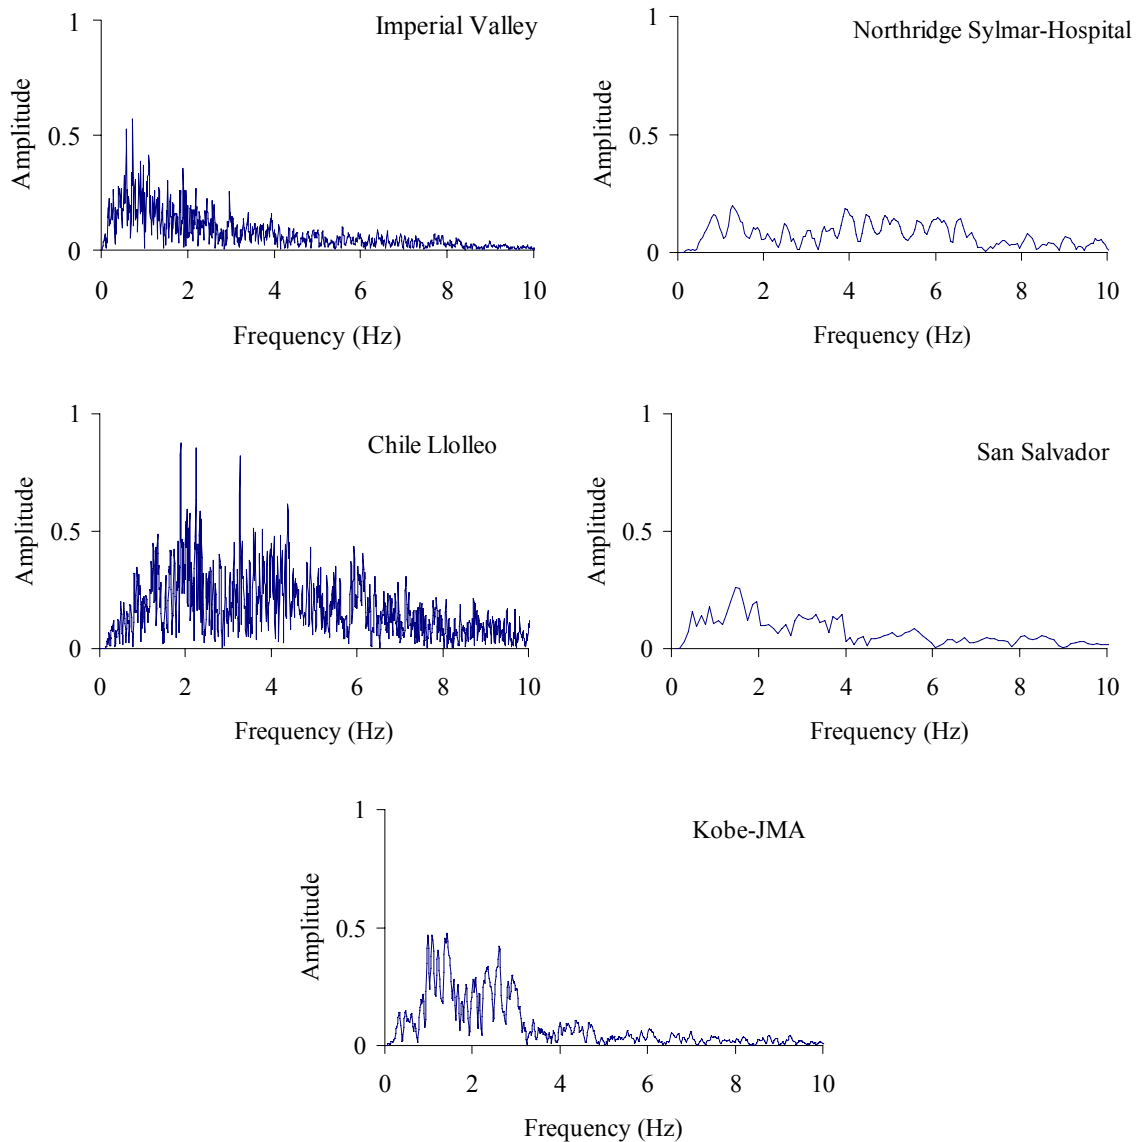 Imperial Valley
Amplitude
1
0.5
0
0 2 4 6 8 10
Frequency (Hz)
Northridge Sylmar-Hospital
Amplitude
1
0.5
0
0 2 4 6 8 10
Frequency (Hz)
Chile Llolleo
Amplitude
1
0.5
0
0 2 4 6 8 10
Frequency (Hz)
San Salvador
Amplitude
1
0.5
0
0 2 4 6 8 10
Frequency (Hz)
Kobe-JMA
Amplitude
1
0.5
0
0 2 4 6 8 10
Frequency (Hz)